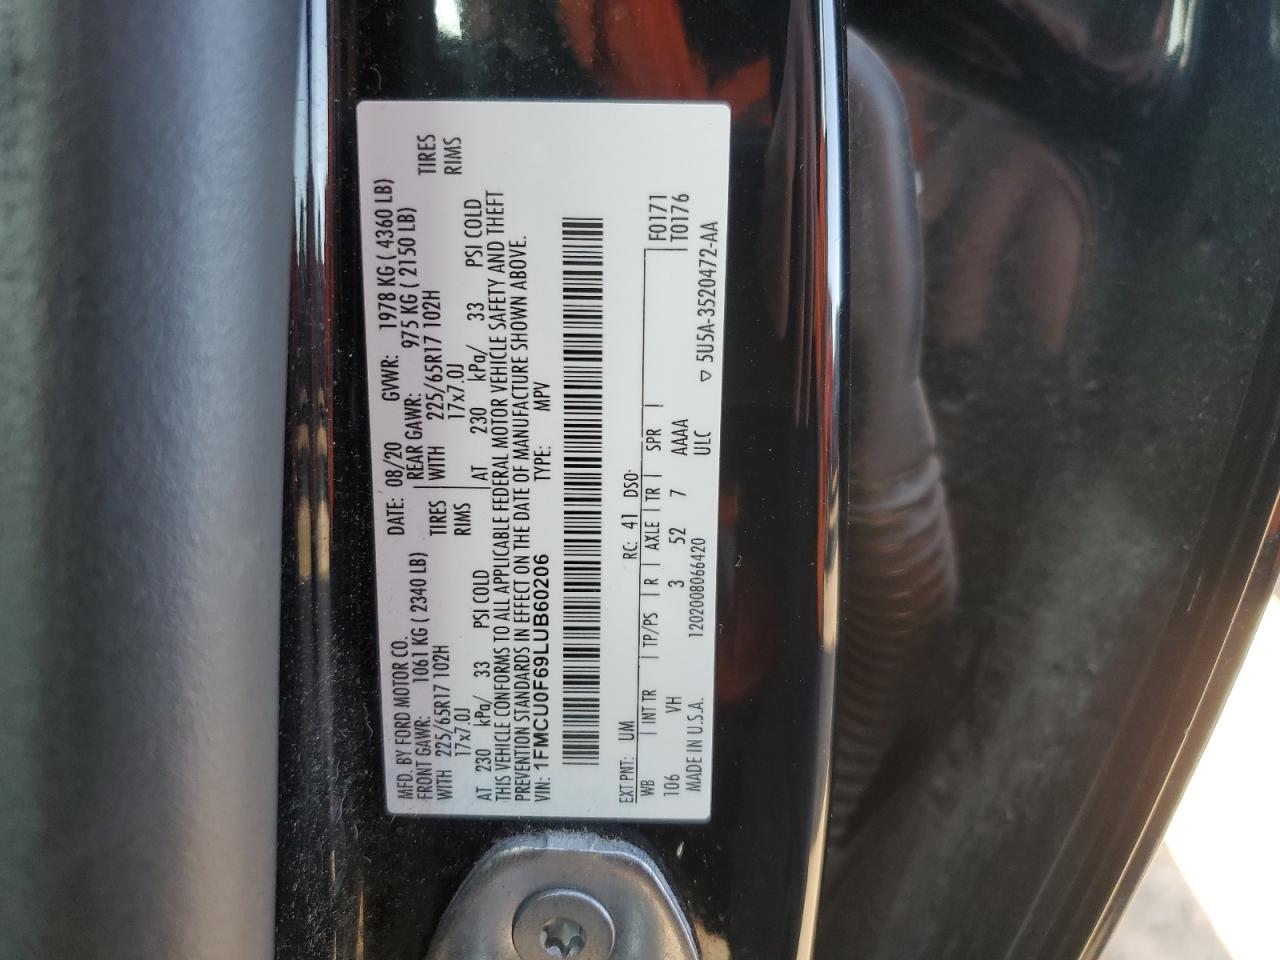 MFD. BY FORD MOTOR CO. DATE: 08/20 GVWR: 1978 KG ( 4360 LB)
FRONT GAWR: 1061 KG ( 2340 LB) REAR GAWR: 975 KG ( 2150 LB)
WITH 225/65R17 102H TIRES WITH 225/65R17 102H TIRES
17x7.0J RIMS 17x7.0J RIMS
AT 230 kPa/ 33 PSI COLD AT 230 kPa/ 33 PSI COLD
THIS VEHICLE CONFORMS TO ALL APPLICABLE FEDERAL MOTOR VEHICLE SAFETY AND THEFT
PREVENTION STANDARDS IN EFFECT ON THE DATE OF MANUFACTURE SHOWN ABOVE.
VIN: 1FMCU0F69LUB60206 TYPE: MPV
EXT PNT: UM RC: 41 DSO:
WB INT TR TP/PS R AXLE TR SPR F0171
106 VH 3 52 7 AAAA T0176
MADE IN U.S.A. 1202008066420 ULC ▽ 5U5A-3520472-AA